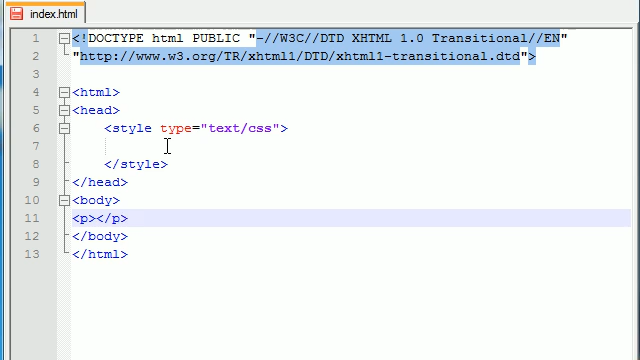 index.html
1 <!DOCTYPE html PUBLIC "-//W3C//DTD XHTML 1.0 Transitional//EN"
2 "http://www.w3.org/TR/xhtml1/DTD/xhtml1-transitional.dtd">
3
4 <html>
5 <head>
6 <style type="text/css">
7
8 </style>
9 </head>
10 <body>
11 <p></p>
12 </body>
13 </html>